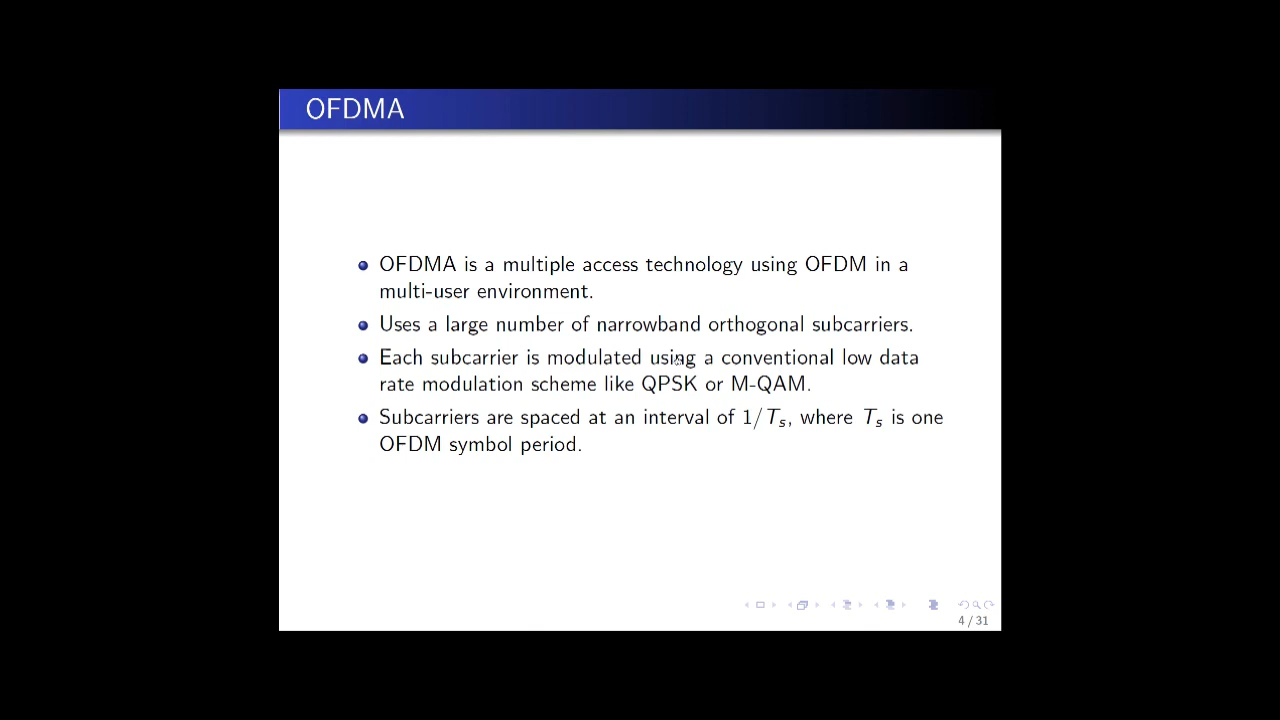 OFDMA
OFDMA is a multiple access technology using OFDM in a
multi-user environment.
Uses a large number of narrowband orthogonal subcarriers.
Each subcarrier is modulated using a conventional low data
rate modulation scheme like QPSK or M-QAM.
Subcarriers are spaced at an interval of 1/Tₛ, where Tₛ is one
OFDM symbol period.
4 / 31